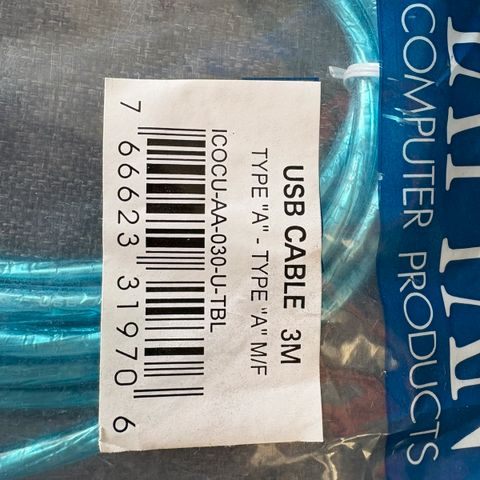 USB CABLE 3M
TYPE "A" - TYPE "A" M/F
ICOCU-AA-030-U-TBL
7 66623 31970 6
COMPUTER PRODUCTS